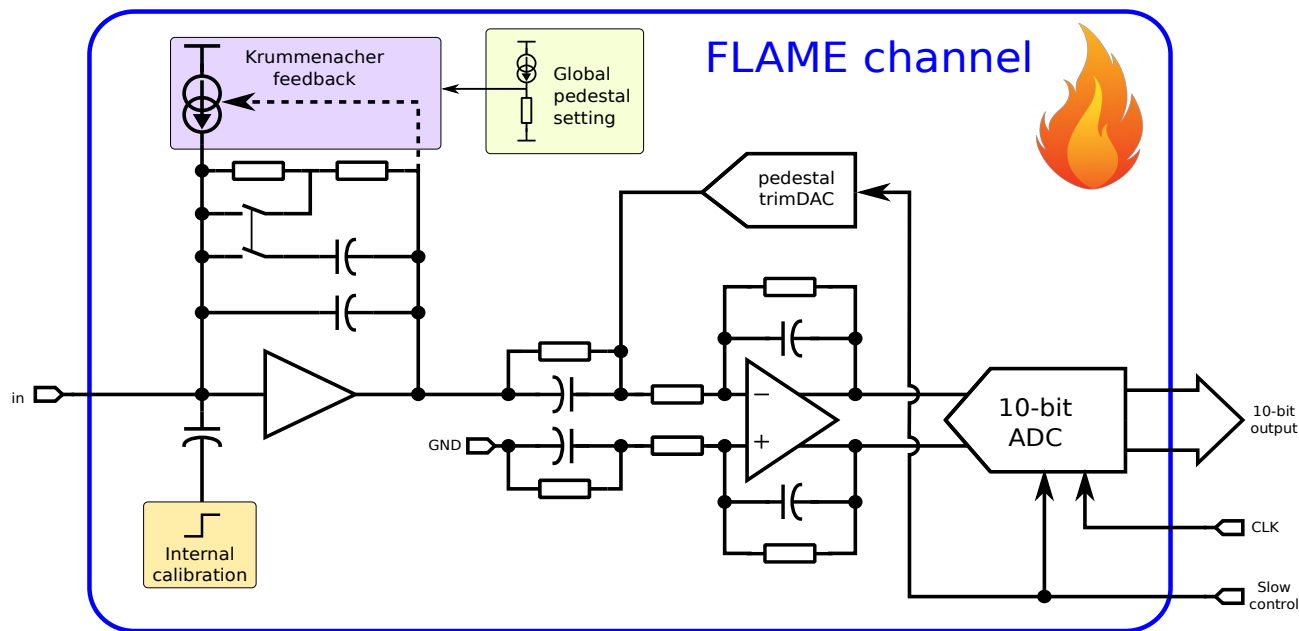 FLAME channel
Krummenacher
feedback
Global
pedestal
setting
pedestal
trimDAC
in
−
+
GND
10-bit
ADC
10-bit
output
Internal
calibration
CLK
Slow
control